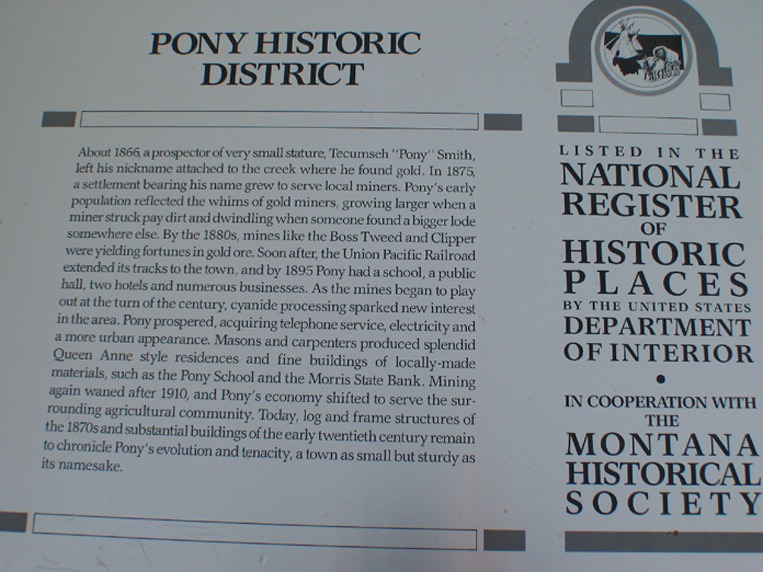 PONY HISTORIC
DISTRICT
About 1866, a prospector of very small stature, Tecumseh "Pony" Smith,
left his nickname attached to the creek where he found gold. In 1875,
a settlement bearing his name grew to serve local miners. Pony's early
population reflected the whims of gold miners, growing larger when a
miner struck pay dirt and dwindling when someone found a bigger lode
somewhere else. By the 1880s, mines like the Boss Tweed and Clipper
were yielding fortunes in gold ore. Soon after, the Union Pacific Railroad
extended its tracks to the town, and by 1895 Pony had a school, a public
hall, two hotels and numerous businesses. As the mines began to play
out at the turn of the century, cyanide processing sparked new interest
in the area. Pony prospered, acquiring telephone service, electricity and
a more urban appearance. Masons and carpenters produced splendid
Queen Anne style residences and fine buildings of locally-made
materials, such as the Pony School and the Morris State Bank. Mining
again waned after 1910, and Pony's economy shifted to serve the sur-
rounding agricultural community. Today, log and frame structures of
the 1870s and substantial buildings of the early twentieth century remain
to chronicle Pony's evolution and tenacity, a town as small but sturdy as
its namesake.
LISTED IN THE
NATIONAL
REGISTER
OF
HISTORIC
PLACES
BY THE UNITED STATES
DEPARTMENT
OF INTERIOR
•
IN COOPERATION WITH
THE
MONTANA
HISTORICAL
SOCIETY